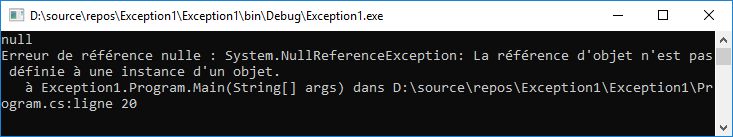 D:\source\repos\Exception1\Exception1\bin\Debug\Exception1.exe
null
Erreur de référence nulle : System.NullReferenceException: La référence d'objet n'est pas
définie à une instance d'un objet.
à Exception1.Program.Main(String[] args) dans D:\source\repos\Exception1\Exception1\Pr
ogram.cs:ligne 20